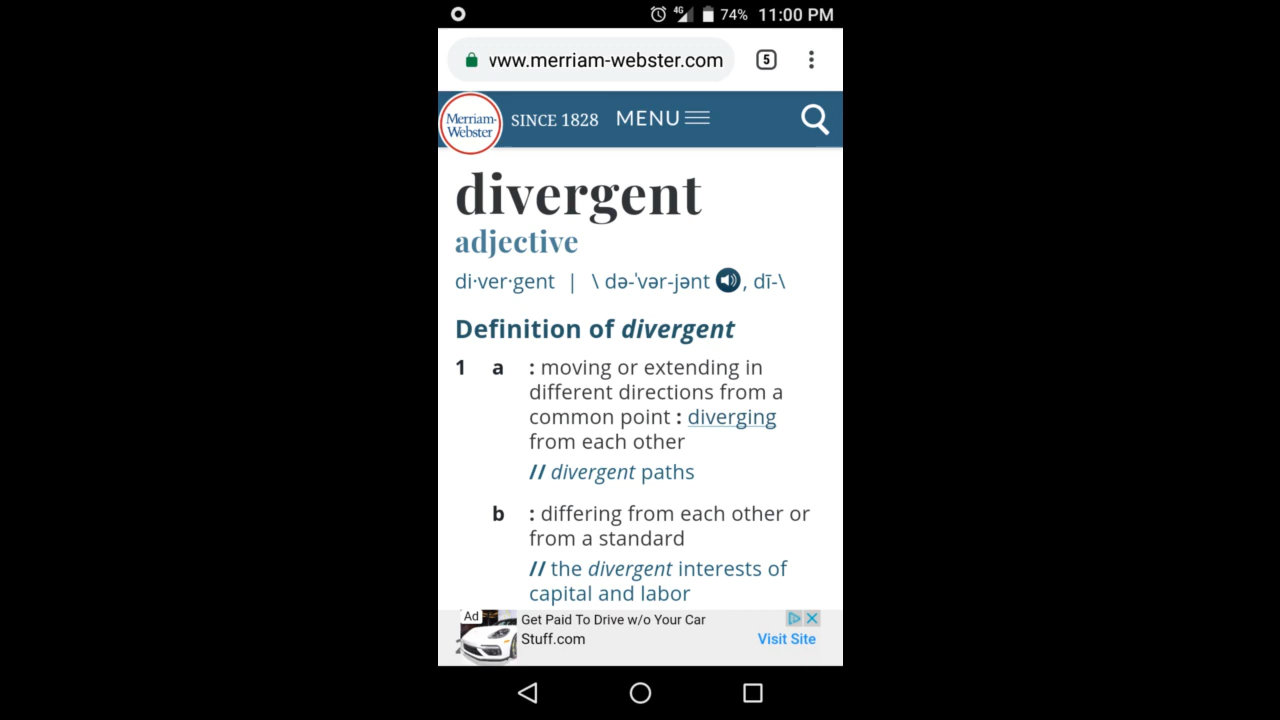 4G 74% 11:00 PM
www.merriam-webster.com 5
Merriam-
Webster
SINCE 1828 MENU
divergent
adjective
di·ver·gent | \ də-ˈvər-jənt , dī-\
Definition of divergent
1 a : moving or extending in
different directions from a
common point : diverging
from each other
// divergent paths
b : differing from each other or
from a standard
// the divergent interests of
capital and labor
Ad
Get Paid To Drive w/o Your Car
Stuff.com Visit Site